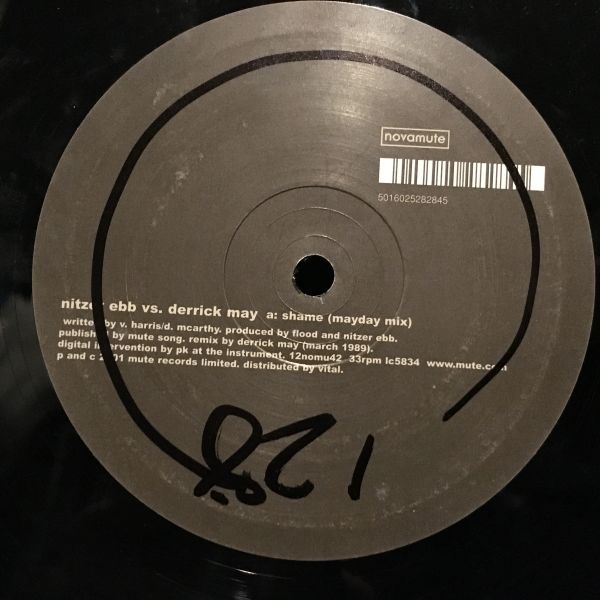 novamute
5016025282845
nitzer ebb vs. derrick may a: shame (mayday mix)
written by v. harris/d. mcarthy. produced by flood and nitzer ebb.
published by mute song. remix by derrick may (march 1989).
digital intervention by pk at the instrument. 12nomu42 33rpm lc5834 www.mute.com
p and c 2001 mute records limited. distributed by vital.
128